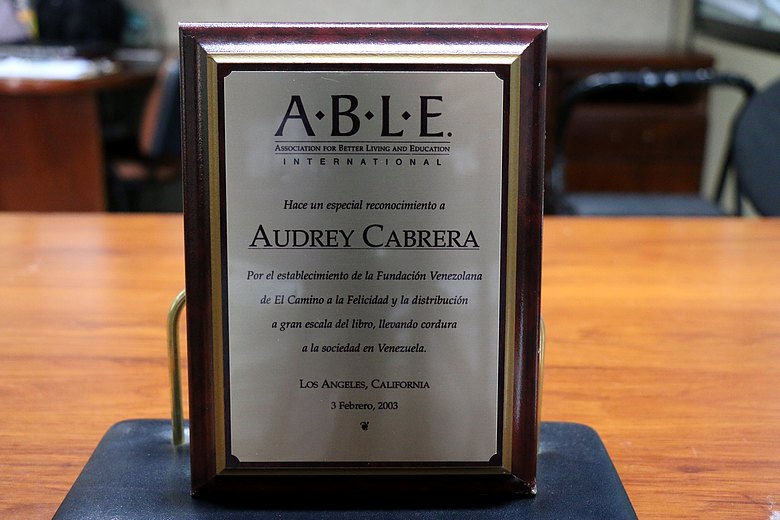 A·B·L·E.
ASSOCIATION FOR BETTER LIVING AND EDUCATION
INTERNATIONAL
Hace un especial reconocimiento a
AUDREY CABRERA
Por el establecimiento de la Fundación Venezolana
de El Camino a la Felicidad y la distribución
a gran escala del libro, llevando cordura
a la sociedad en Venezuela.
LOS ANGELES, CALIFORNIA
3 Febrero, 2003